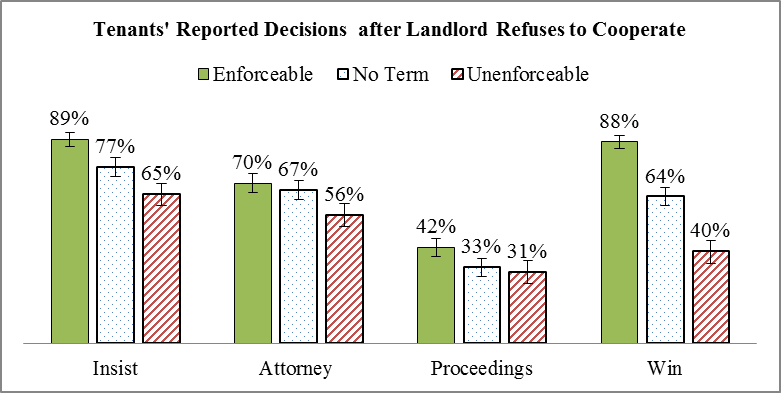 Tenants' Reported Decisions after Landlord Refuses to Cooperate
Enforceable No Term Unenforceable
89% 77% 65% 70% 67% 56% 42% 33% 31% 88% 64% 40%
Insist Attorney Proceedings Win